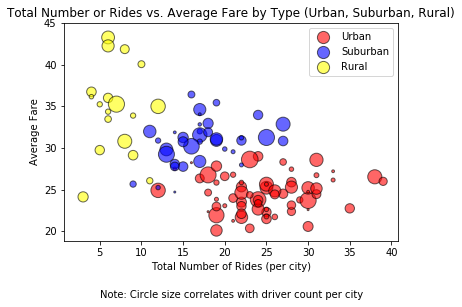 Total Number or Rides vs. Average Fare by Type (Urban, Suburban, Rural)
45
40
35
30
25
20
Average Fare
Urban
Suburban
Rural
5
10
15
20
25
30
35
40
Total Number of Rides (per city)
Note: Circle size correlates with driver count per city